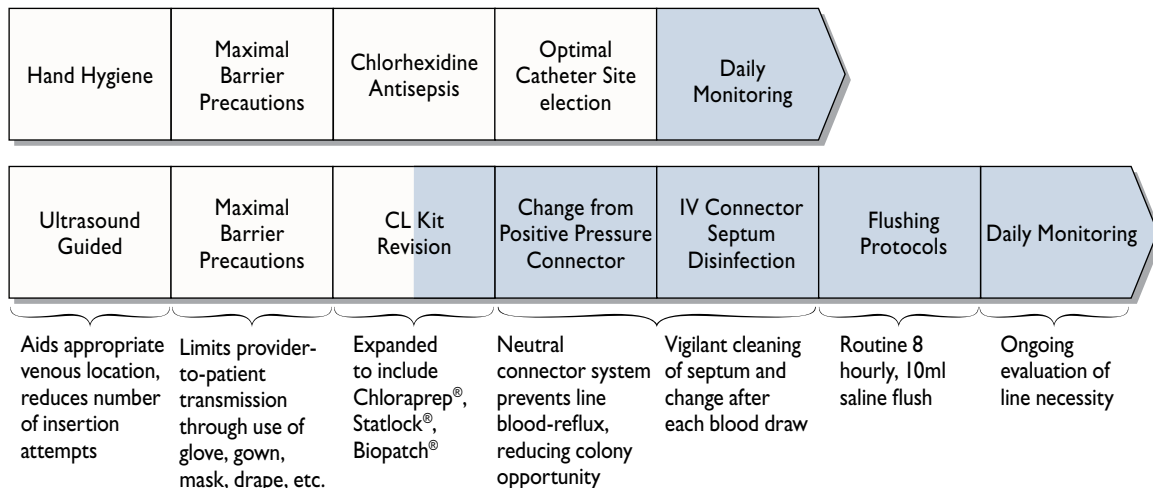 Hand Hygiene
Maximal
Barrier
Precautions
Chlorhexidine
Antisepsis
Optimal
Catheter Site
election
Daily
Monitoring
Ultrasound
Guided
Maximal
Barrier
Precautions
CL Kit
Revision
Change from
Positive Pressure
Connector
IV Connector
Septum
Disinfection
Flushing
Protocols
Daily Monitoring
Aids appropriate
venous location,
reduces number
of insertion
attempts
Limits provider-
to-patient
transmission
through use of
glove, gown,
mask, drape, etc.
Expanded
to include
Chloraprep®,
Statlock®,
Biopatch®
Neutral
connector system
prevents line
blood-reflux,
reducing colony
opportunity
Vigilant cleaning
of septum and
change after
each blood draw
Routine 8
hourly, 10ml
saline flush
Ongoing
evaluation of
line necessity